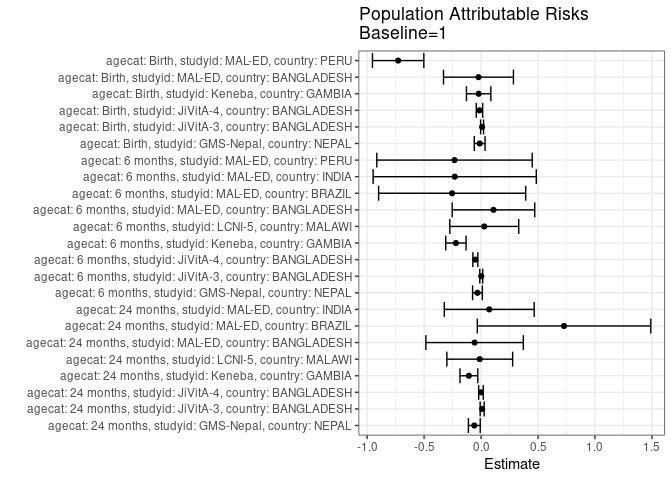 Population Attributable Risks
Baseline=1
agecat: Birth, studyid: MAL-ED, country: PERU
agecat: Birth, studyid: MAL-ED, country: BANGLADESH
agecat: Birth, studyid: Keneba, country: GAMBIA
agecat: Birth, studyid: JiVitA-4, country: BANGLADESH
agecat: Birth, studyid: JiVitA-3, country: BANGLADESH
agecat: Birth, studyid: GMS-Nepal, country: NEPAL
agecat: 6 months, studyid: MAL-ED, country: PERU
agecat: 6 months, studyid: MAL-ED, country: INDIA
agecat: 6 months, studyid: MAL-ED, country: BRAZIL
agecat: 6 months, studyid: MAL-ED, country: BANGLADESH
agecat: 6 months, studyid: LCNI-5, country: MALAWI
agecat: 6 months, studyid: Keneba, country: GAMBIA
agecat: 6 months, studyid: JiVitA-4, country: BANGLADESH
agecat: 6 months, studyid: JiVitA-3, country: BANGLADESH
agecat: 6 months, studyid: GMS-Nepal, country: NEPAL
agecat: 24 months, studyid: MAL-ED, country: INDIA
agecat: 24 months, studyid: MAL-ED, country: BRAZIL
agecat: 24 months, studyid: MAL-ED, country: BANGLADESH
agecat: 24 months, studyid: LCNI-5, country: MALAWI
agecat: 24 months, studyid: Keneba, country: GAMBIA
agecat: 24 months, studyid: JiVitA-4, country: BANGLADESH
agecat: 24 months, studyid: JiVitA-3, country: BANGLADESH
agecat: 24 months, studyid: GMS-Nepal, country: NEPAL
-1.0 -0.5 0.0 0.5 1.0 1.5
Estimate